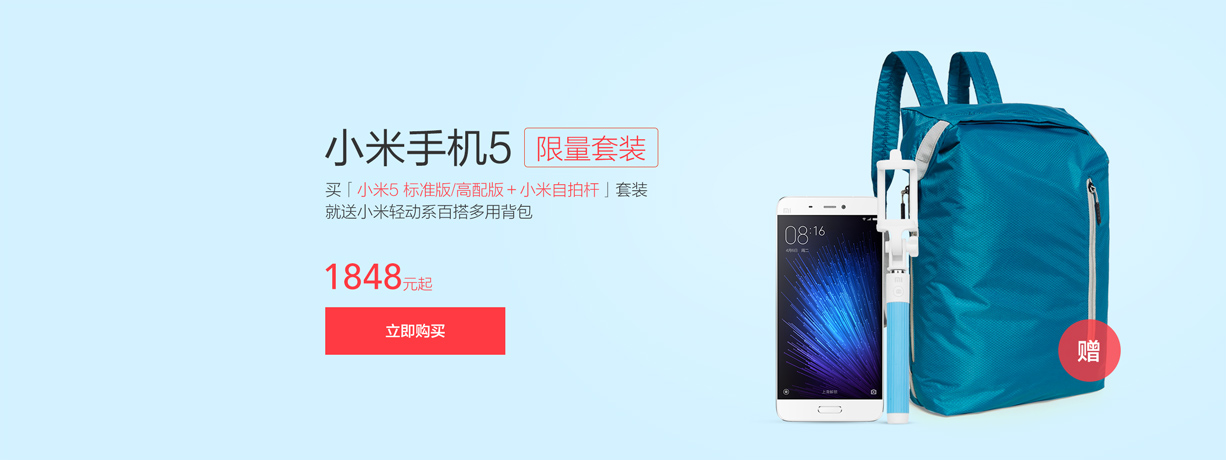 小米手机5 限量套装
买「小米5 标准版/高配版 + 小米自拍杆」套装
就送小米轻动系百搭多用背包
1848元起
立即购买
08:16
赠